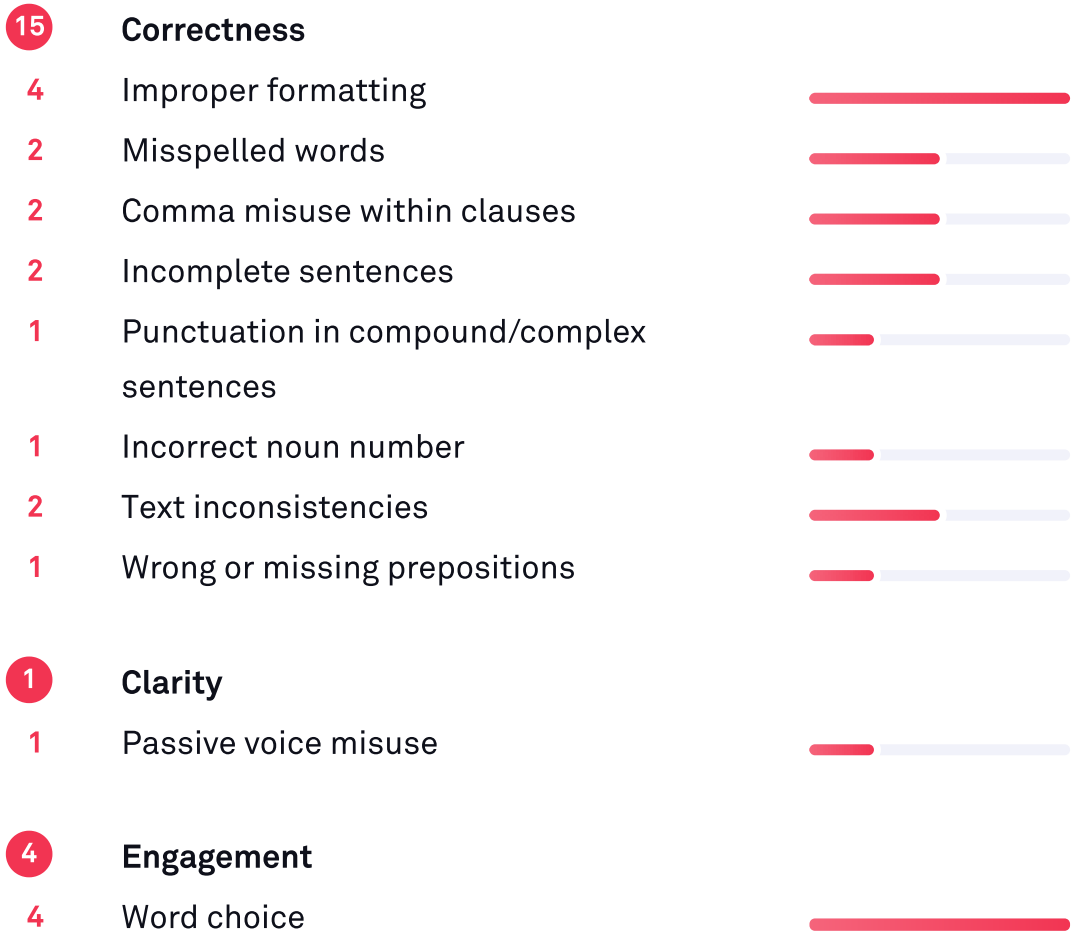 15 Correctness
4 Improper formatting
2 Misspelled words
2 Comma misuse within clauses
2 Incomplete sentences
1 Punctuation in compound/complex
sentences
1 Incorrect noun number
2 Text inconsistencies
1 Wrong or missing prepositions
1 Clarity
1 Passive voice misuse
4 Engagement
4 Word choice